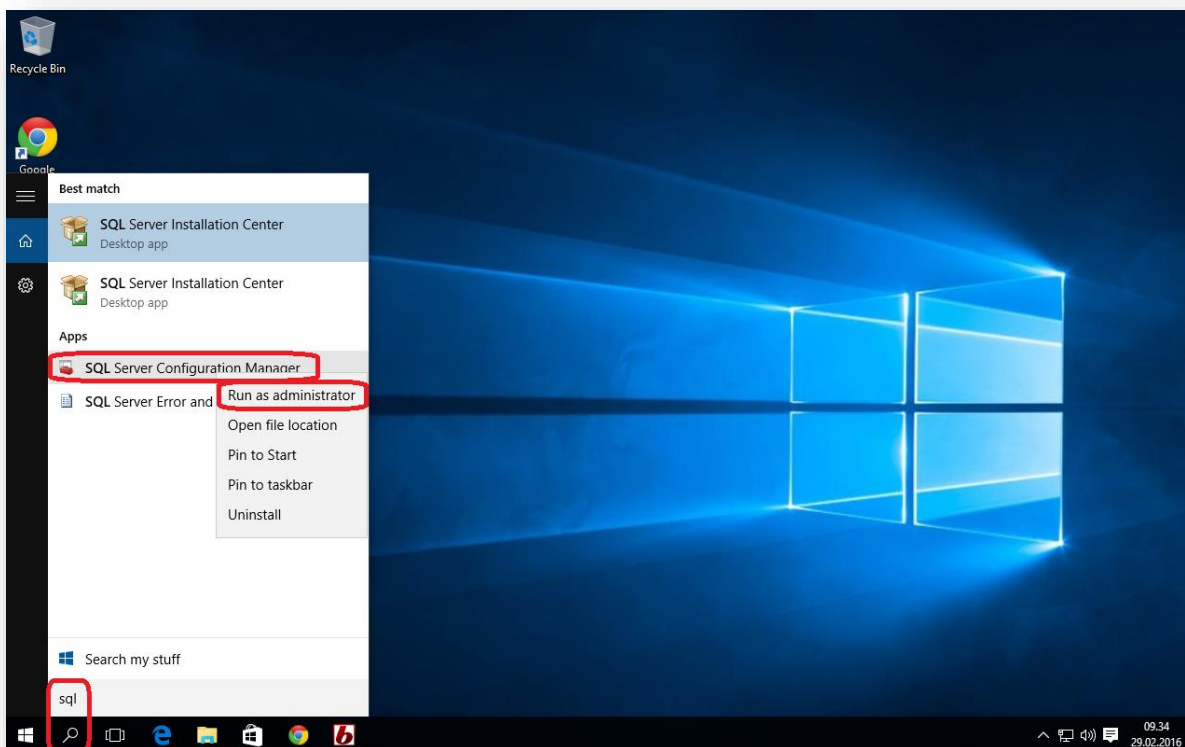 Recycle Bin
Google
Best match
SQL Server Installation Center
Desktop app
SQL Server Installation Center
Desktop app
Apps
SQL Server Configuration Manager
SQL Server Error and
Run as administrator
Open file location
Pin to Start
Pin to taskbar
Uninstall
Search my stuff
sql
09.34
29.02.2016